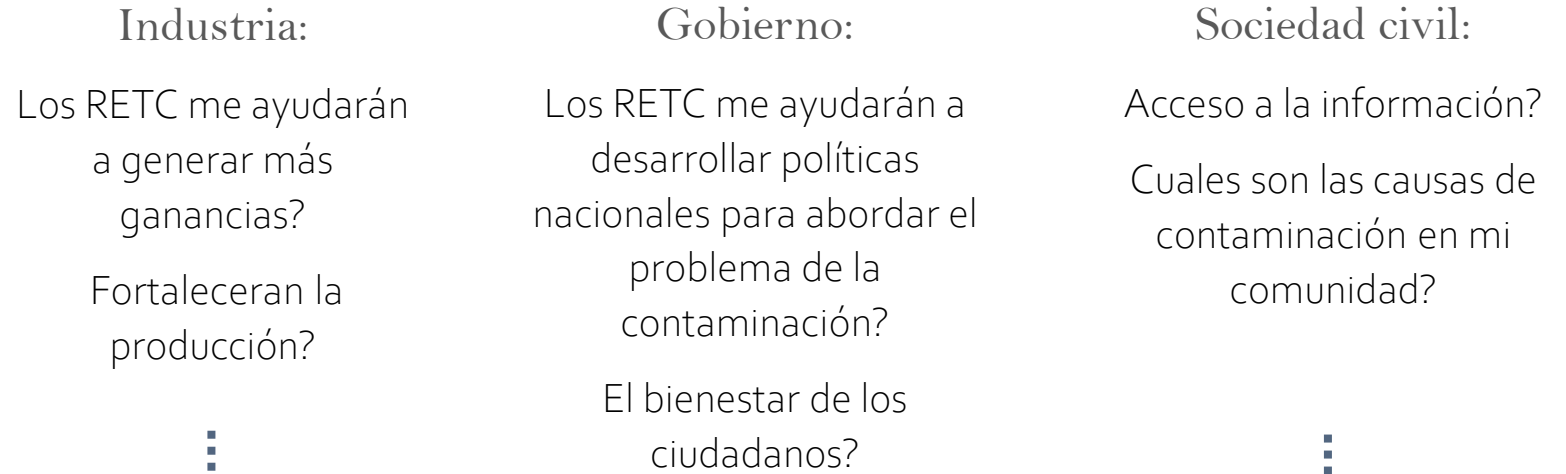 Industria:
Los RETC me ayudarán
a generar más
ganancias?
Fortaleceran la
producción?
Gobierno:
Los RETC me ayudarán a
desarrollar políticas
nacionales para abordar el
problema de la
contaminación?
El bienestar de los
ciudadanos?
Sociedad civil:
Acceso a la información?
Cuales son las causas de
contaminación en mi
comunidad?